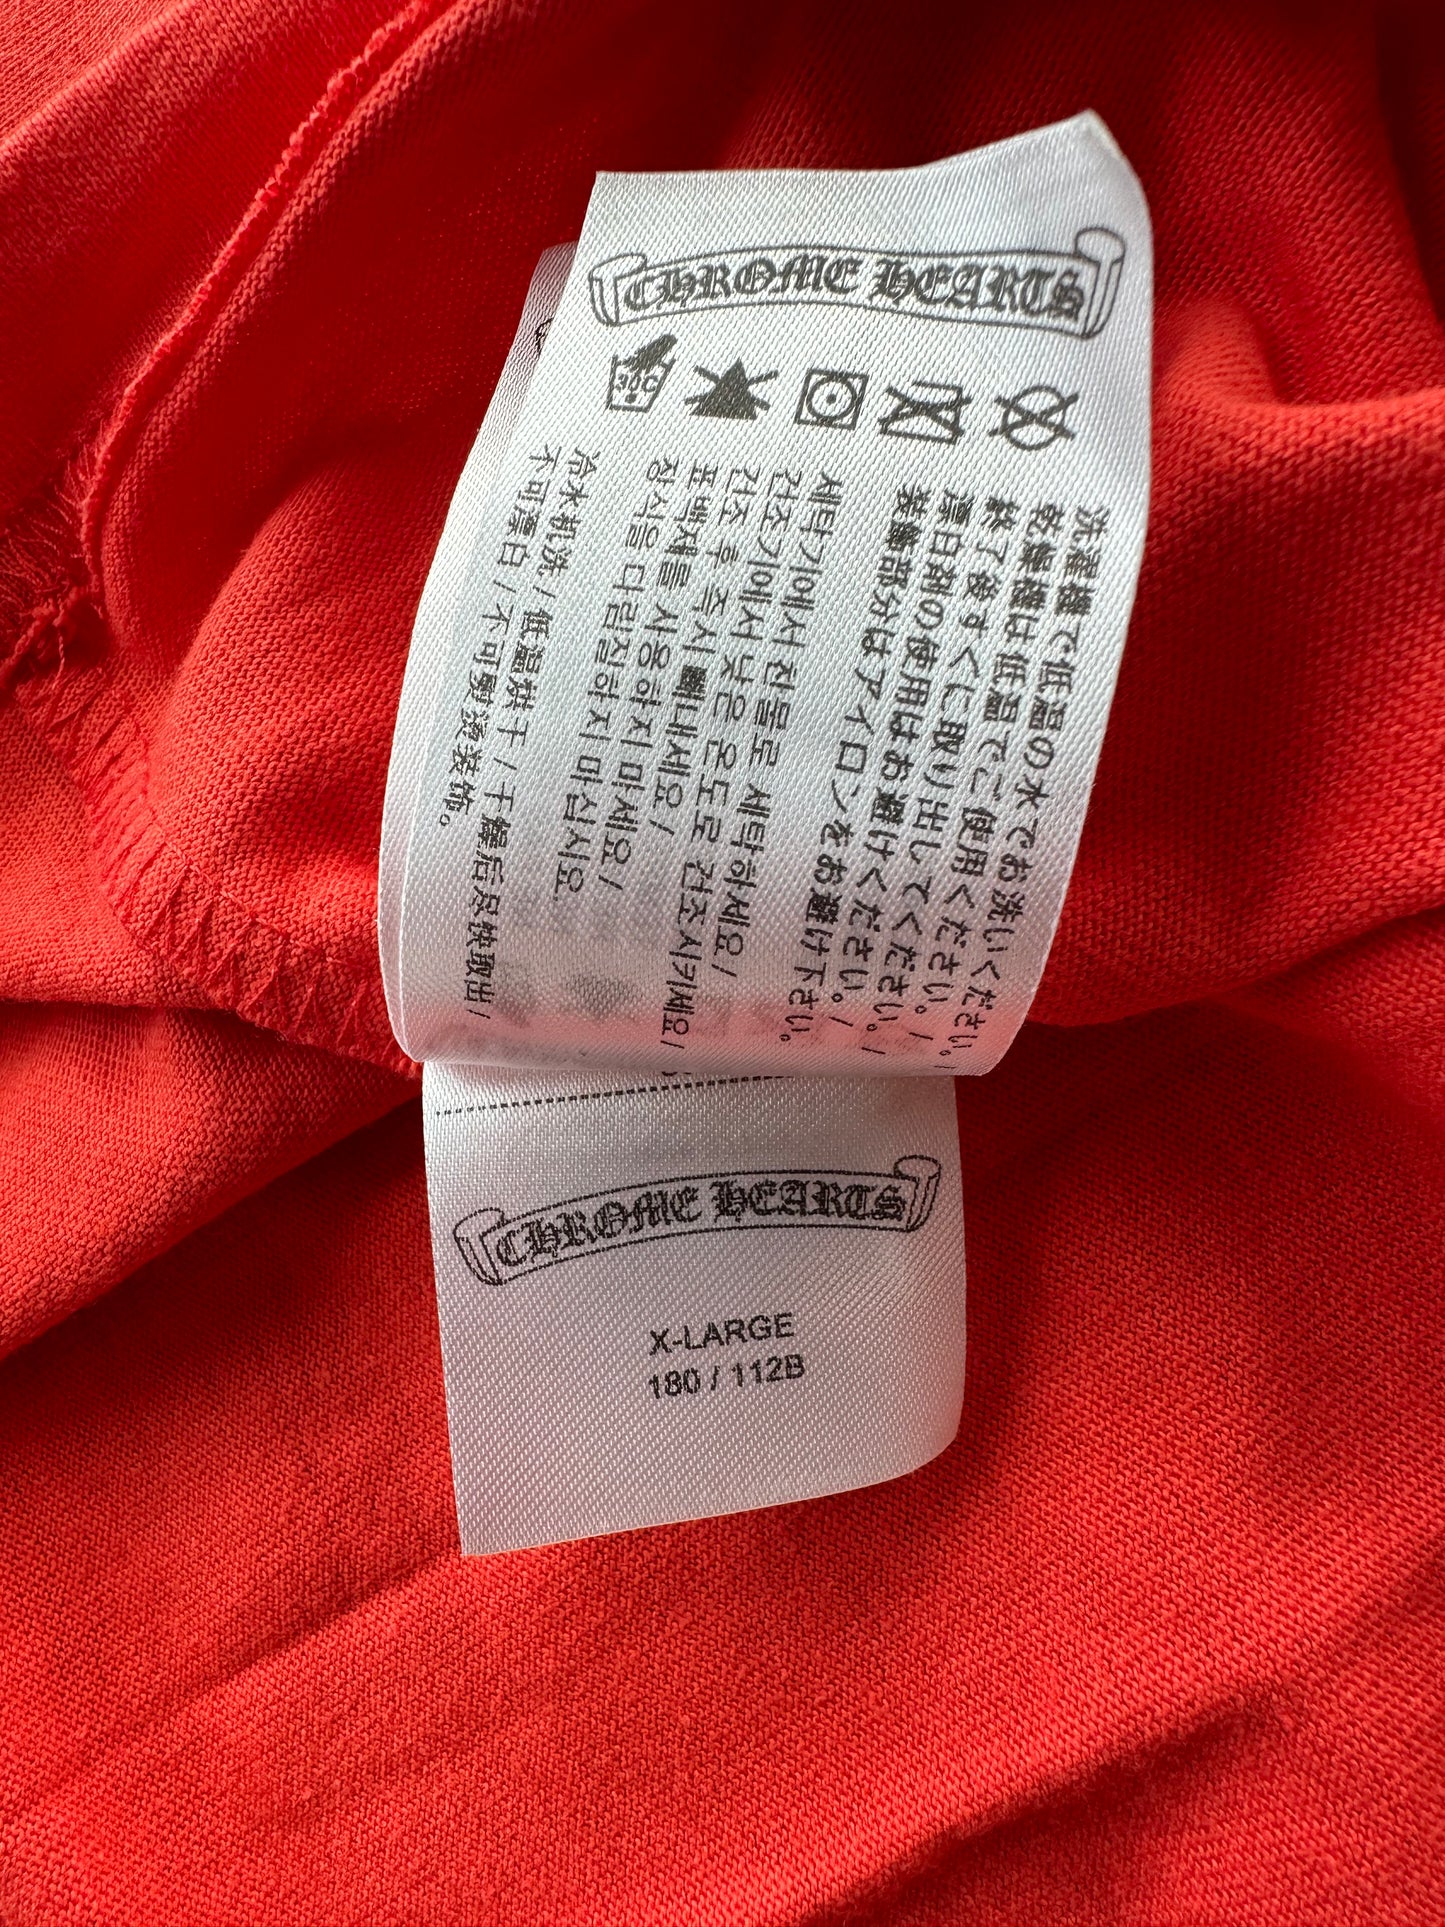 CHROME HEARTS
30C
洗濯機で低温の水でお洗いください。/
乾燥機は低温でご使用ください。/
終了後すぐに取り出してください。/
漂白剤の使用はお避けください。/
装飾部分はアイロンをお避け下さい。
세탁기에서 찬물로 세탁하세요 /
건조기에서 낮은 온도로 건조시키세요 /
건조 후 즉시 빼내세요 /
표백제를 사용하지 마세요 /
장식을 다림질하지 마십시요.
冷水机洗 / 低温烘干 / 干燥后尽快取出 /
不可漂白 / 不可熨烫装饰。
CHROME HEARTS
X-LARGE
180 / 112B